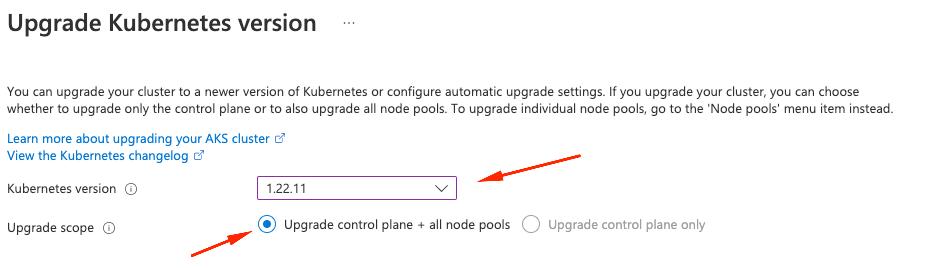 Upgrade Kubernetes version ...
You can upgrade your cluster to a newer version of Kubernetes or configure automatic upgrade settings. If you upgrade your cluster, you can choose
whether to upgrade only the control plane or to also upgrade all node pools. To upgrade individual node pools, go to the 'Node pools' menu item instead.
Learn more about upgrading your AKS cluster
View the Kubernetes changelog
Kubernetes version 1.22.11
Upgrade scope Upgrade control plane + all node pools Upgrade control plane only